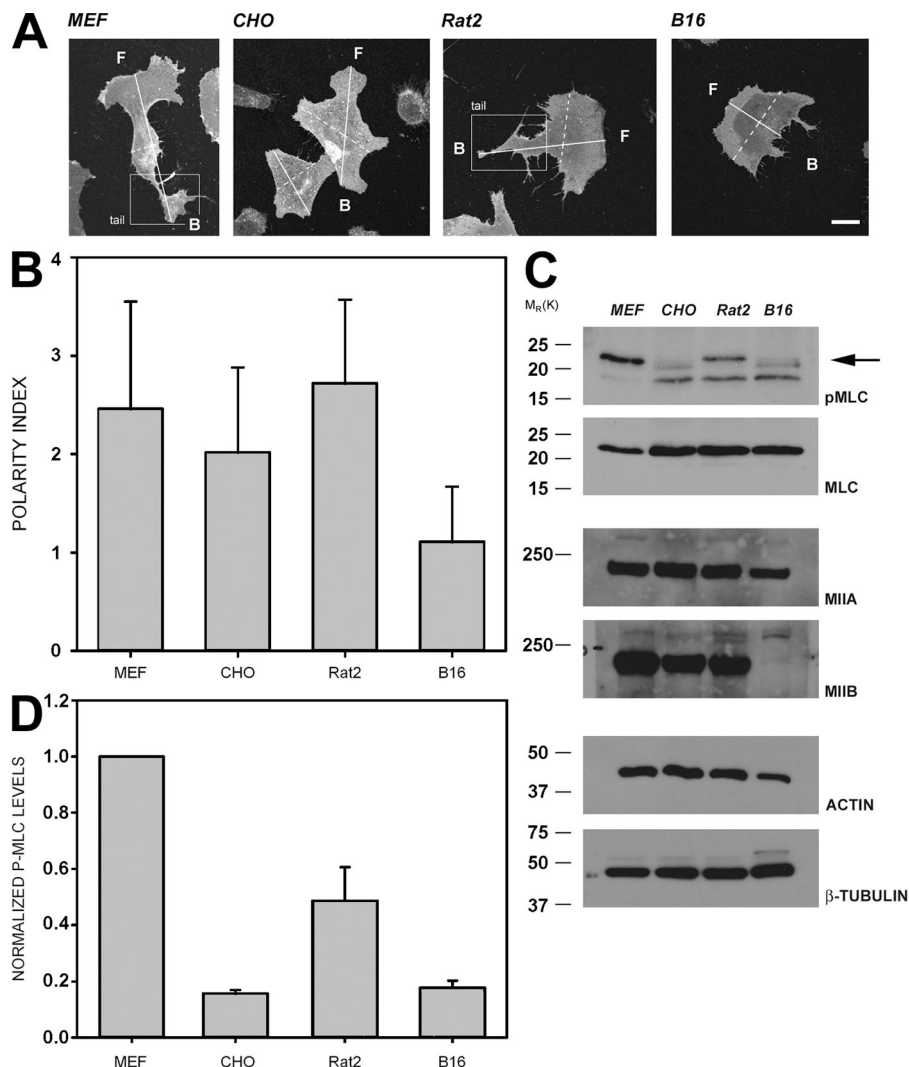 A
MEF
CHO
Rat2
B16
F
tail
B
F
B
tail
B
F
F
B
B
POLARITY INDEX
4
3
2
1
0
MEF
CHO
Rat2
B16
C
MR(K)
MEF
CHO
Rat2
B16
25
20
15
pMLC
25
20
15
MLC
250
MIIA
250
MIIB
50
37
ACTIN
75
50
37
β-TUBULIN
D
NORMALIZED P-MLC LEVELS
1.2
1.0
0.8
0.6
0.4
0.2
0.0
MEF
CHO
Rat2
B16